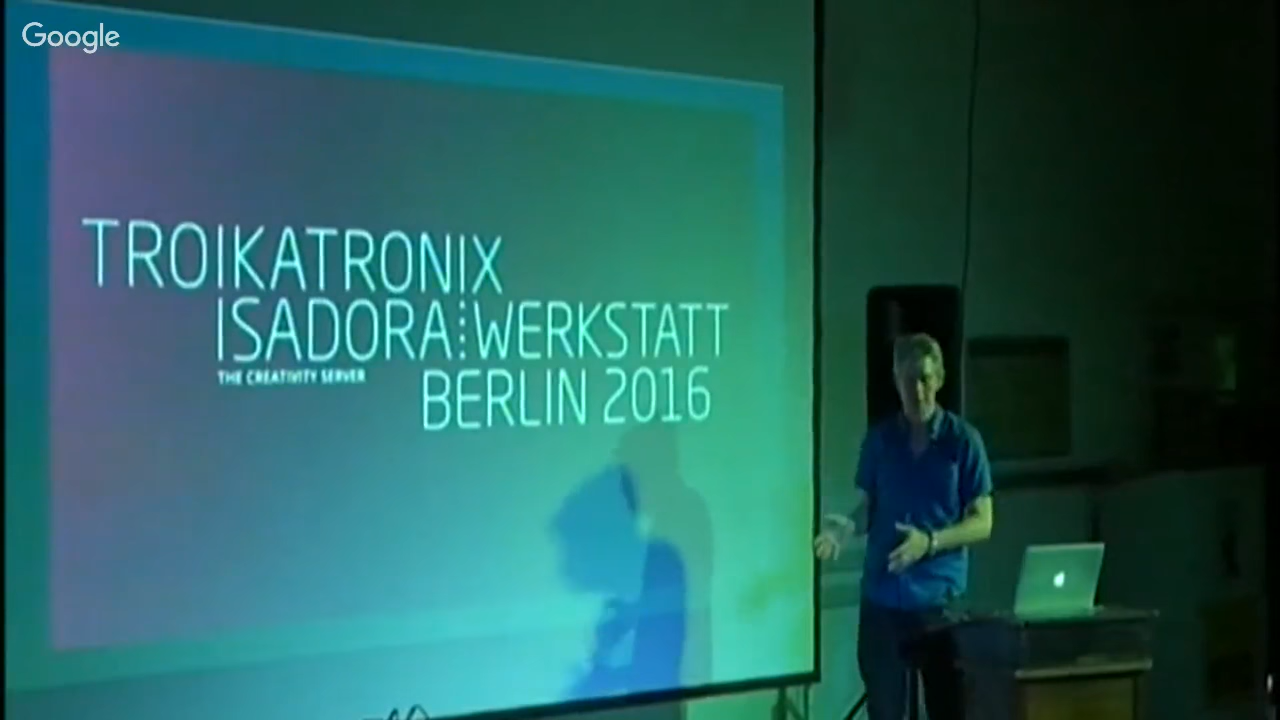 Google
TROIKATRONIX
ISADORA WERKSTATT
THE CREATIVITY SERVER
BERLIN 2016